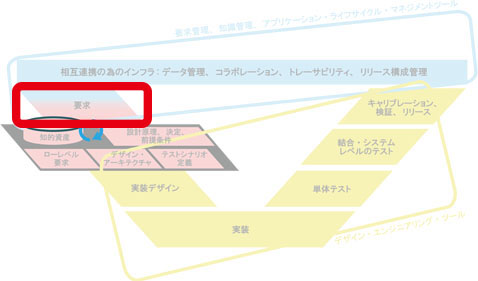 要求管理、知識管理、アプリケーション・ライフサイクル・マネジメントツール
相互連携の為のインフラ：データ管理、コラボレーション、トレーサビリティ、リリース構成管理
要求
知的資産
設計原理、決定、
前提条件
ローレベル
要求
デザイン・
アーキテクチャ
テストシナリオ
定義
実装デザイン
実装
単体テスト
結合・システム
レベルのテスト
キャリブレーション、
検証、リリース
デザイン・エンジニアリング・ツール